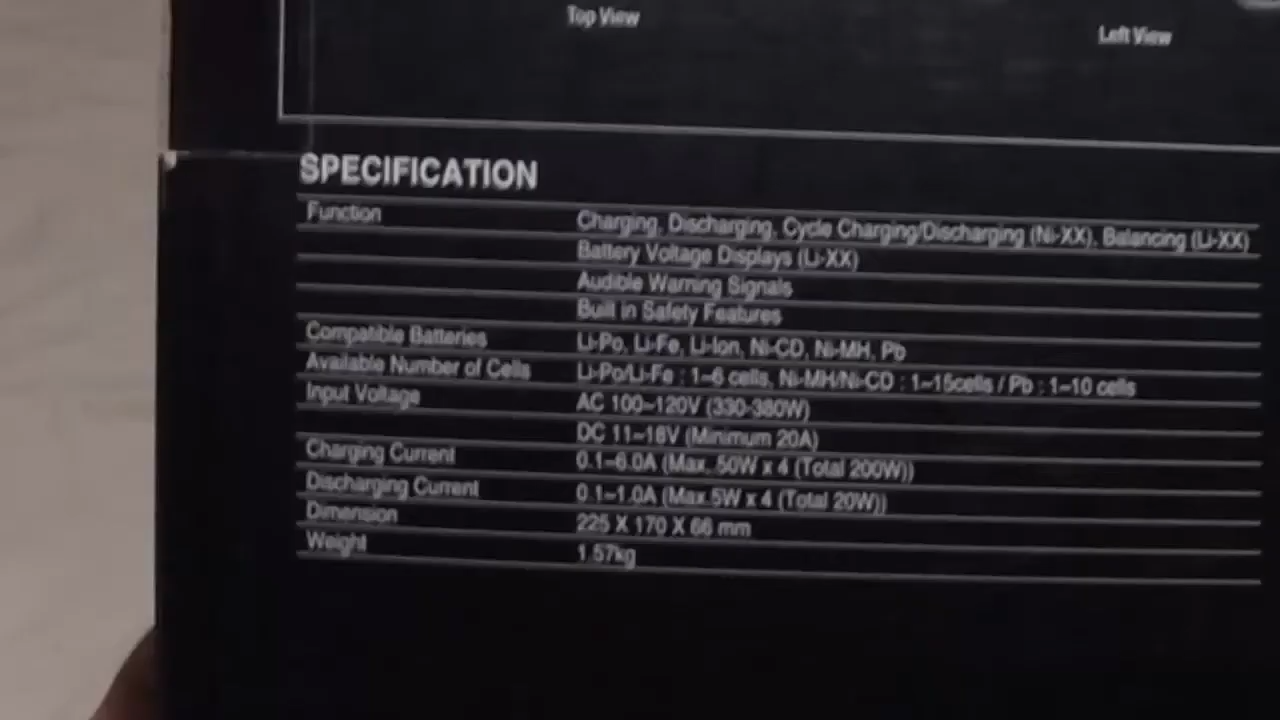 Top View
Left View
SPECIFICATION
Function Charging, Discharging, Cycle Charging/Discharging (Ni-XX), Balancing (Li-XX)
Battery Voltage Displays (Li-XX)
Audible Warning Signals
Built in Safety Features
Compatible Batteries Li-Po, Li-Fe, Li-Ion, Ni-CD, Ni-MH, Pb
Available Number of Cells Li-Po/Li-Fe : 1~6 cells, Ni-MH/Ni-CD : 1~15cells / Pb : 1~10 cells
Input Voltage AC 100~120V (330-380W)
DC 11~18V (Minimum 20A)
Charging Current 0.1~6.0A (Max. 50W x 4 (Total 200W))
Discharging Current 0.1~1.0A (Max 5W x 4 (Total 20W))
Dimension 225 X 170 X 66 mm
Weight 1.57kg